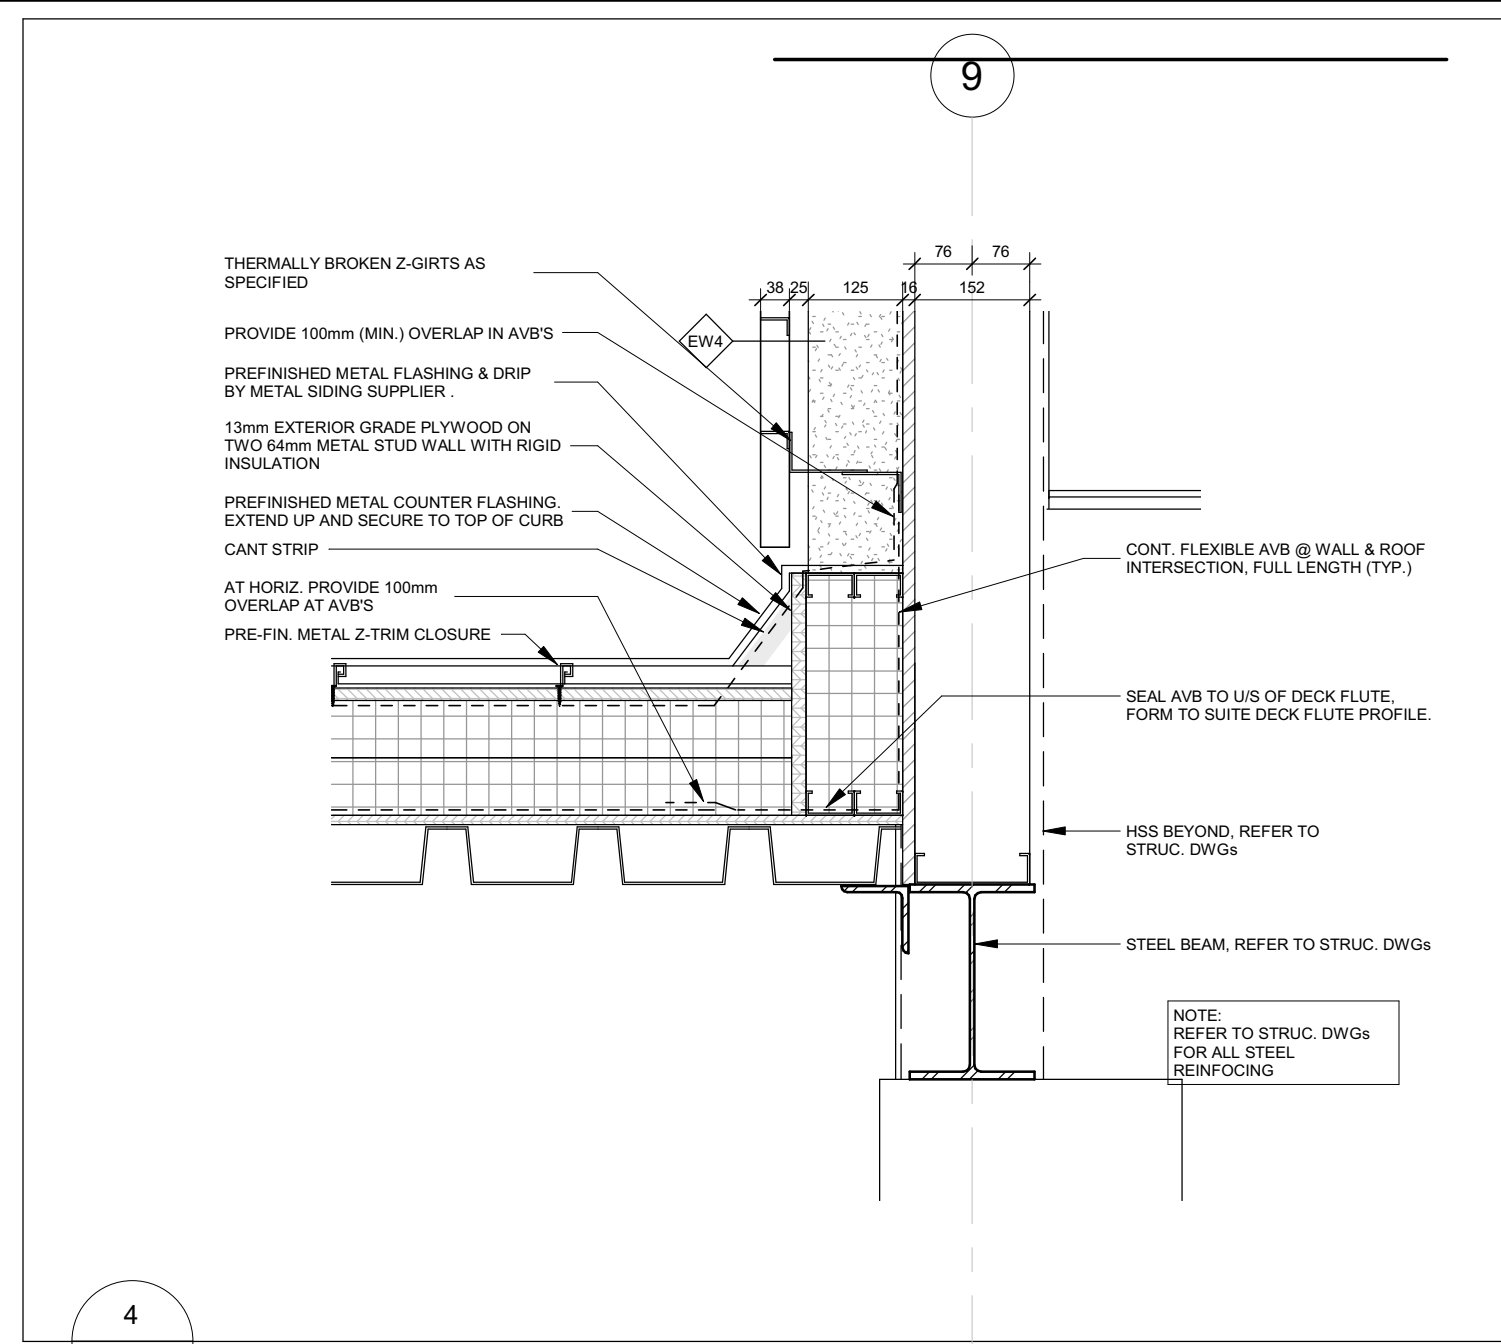 9
76 76
38 25 125 16 152
THERMALLY BROKEN Z-GIRTS AS
SPECIFIED
PROVIDE 100mm (MIN.) OVERLAP IN AVB'S
EW4
PREFINISHED METAL FLASHING & DRIP
BY METAL SIDING SUPPLIER .
13mm EXTERIOR GRADE PLYWOOD ON
TWO 64mm METAL STUD WALL WITH RIGID
INSULATION
PREFINISHED METAL COUNTER FLASHING.
EXTEND UP AND SECURE TO TOP OF CURB
CANT STRIP
AT HORIZ. PROVIDE 100mm
OVERLAP AT AVB'S
PRE-FIN. METAL Z-TRIM CLOSURE
CONT. FLEXIBLE AVB @ WALL & ROOF
INTERSECTION, FULL LENGTH (TYP.)
SEAL AVB TO U/S OF DECK FLUTE,
FORM TO SUITE DECK FLUTE PROFILE.
HSS BEYOND, REFER TO
STRUC. DWGs
STEEL BEAM, REFER TO STRUC. DWGs
NOTE:
REFER TO STRUC. DWGs
FOR ALL STEEL
REINFOCING
4